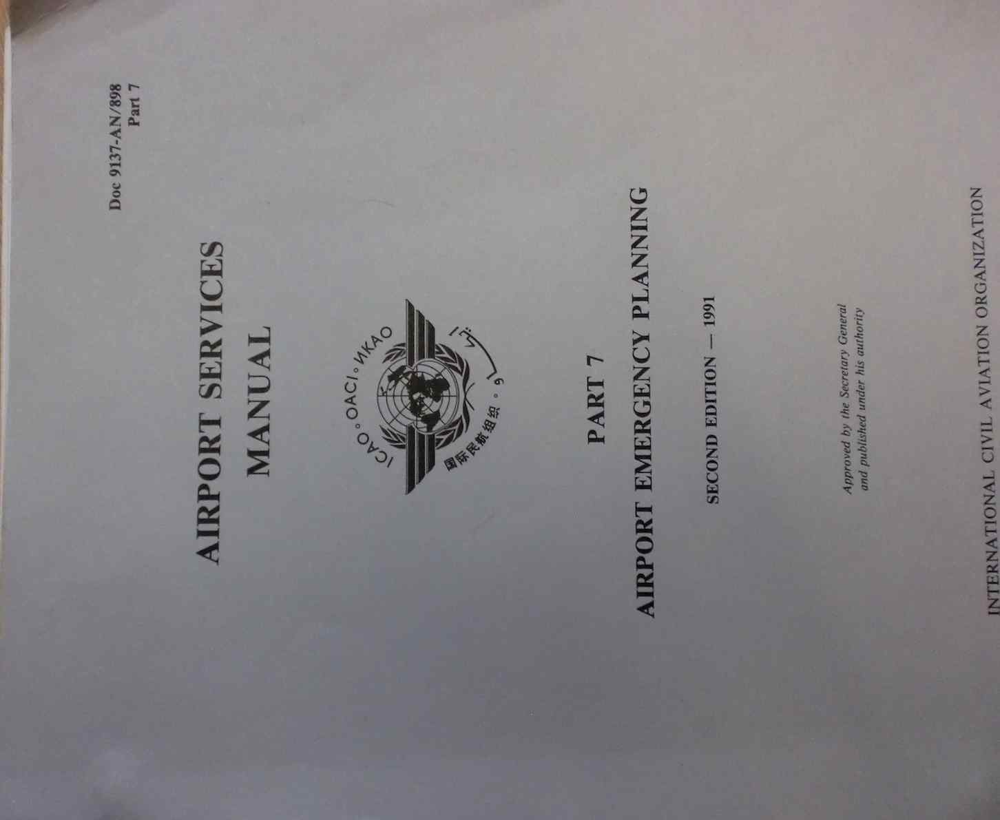 Doc 9137-AN/898
Part 7
AIRPORT SERVICES
MANUAL
ICAO ° OACI ° ИКАО
国际民航组织
PART 7
AIRPORT EMERGENCY PLANNING
SECOND EDITION — 1991
Approved by the Secretary General
and published under his authority
INTERNATIONAL CIVIL AVIATION ORGANIZATION